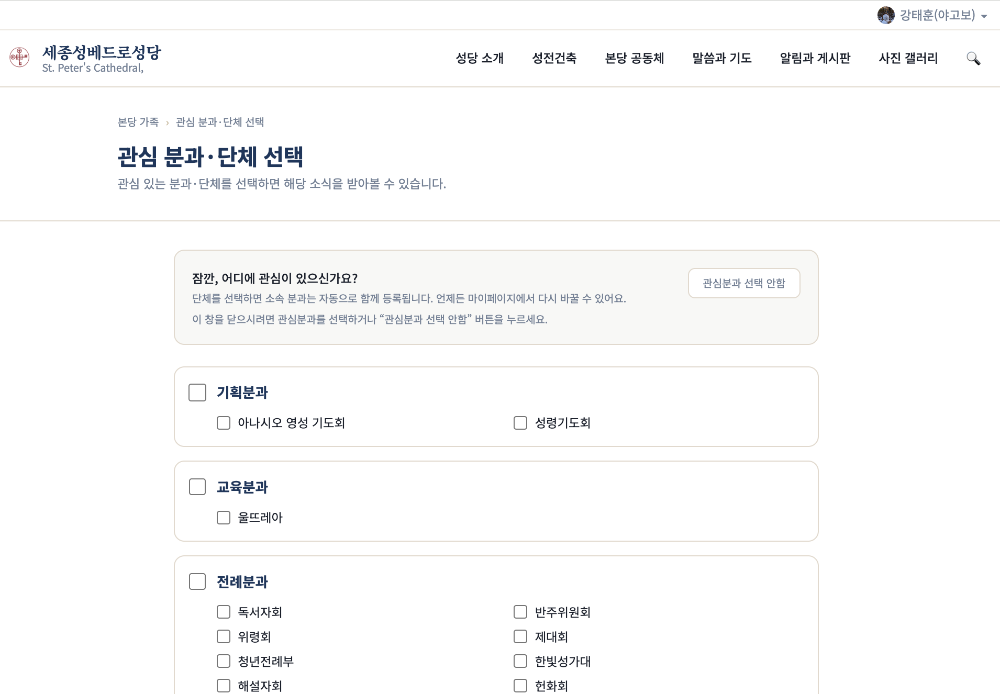 강태훈(야고보)
세종성베드로성당
St. Peter's Cathedral,
성당 소개 성전건축 본당 공동체 말씀과 기도 알림과 게시판 사진 갤러리
본당 가족 › 관심 분과·단체 선택
관심 분과·단체 선택
관심 있는 분과·단체를 선택하면 해당 소식을 받아볼 수 있습니다.
잠깐, 어디에 관심이 있으신가요?
관심분과 선택 안함
단체를 선택하면 소속 분과는 자동으로 함께 등록됩니다. 언제든 마이페이지에서 다시 바꿀 수 있어요.
이 창을 닫으시려면 관심분과를 선택하거나 “관심분과 선택 안함” 버튼을 누르세요.
기획분과
아나시오 영성 기도회 성령기도회
교육분과
울뜨레아
전례분과
독서자회 반주위원회
위령회 제대회
청년전례부 한빛성가대
해설자회 헌화회